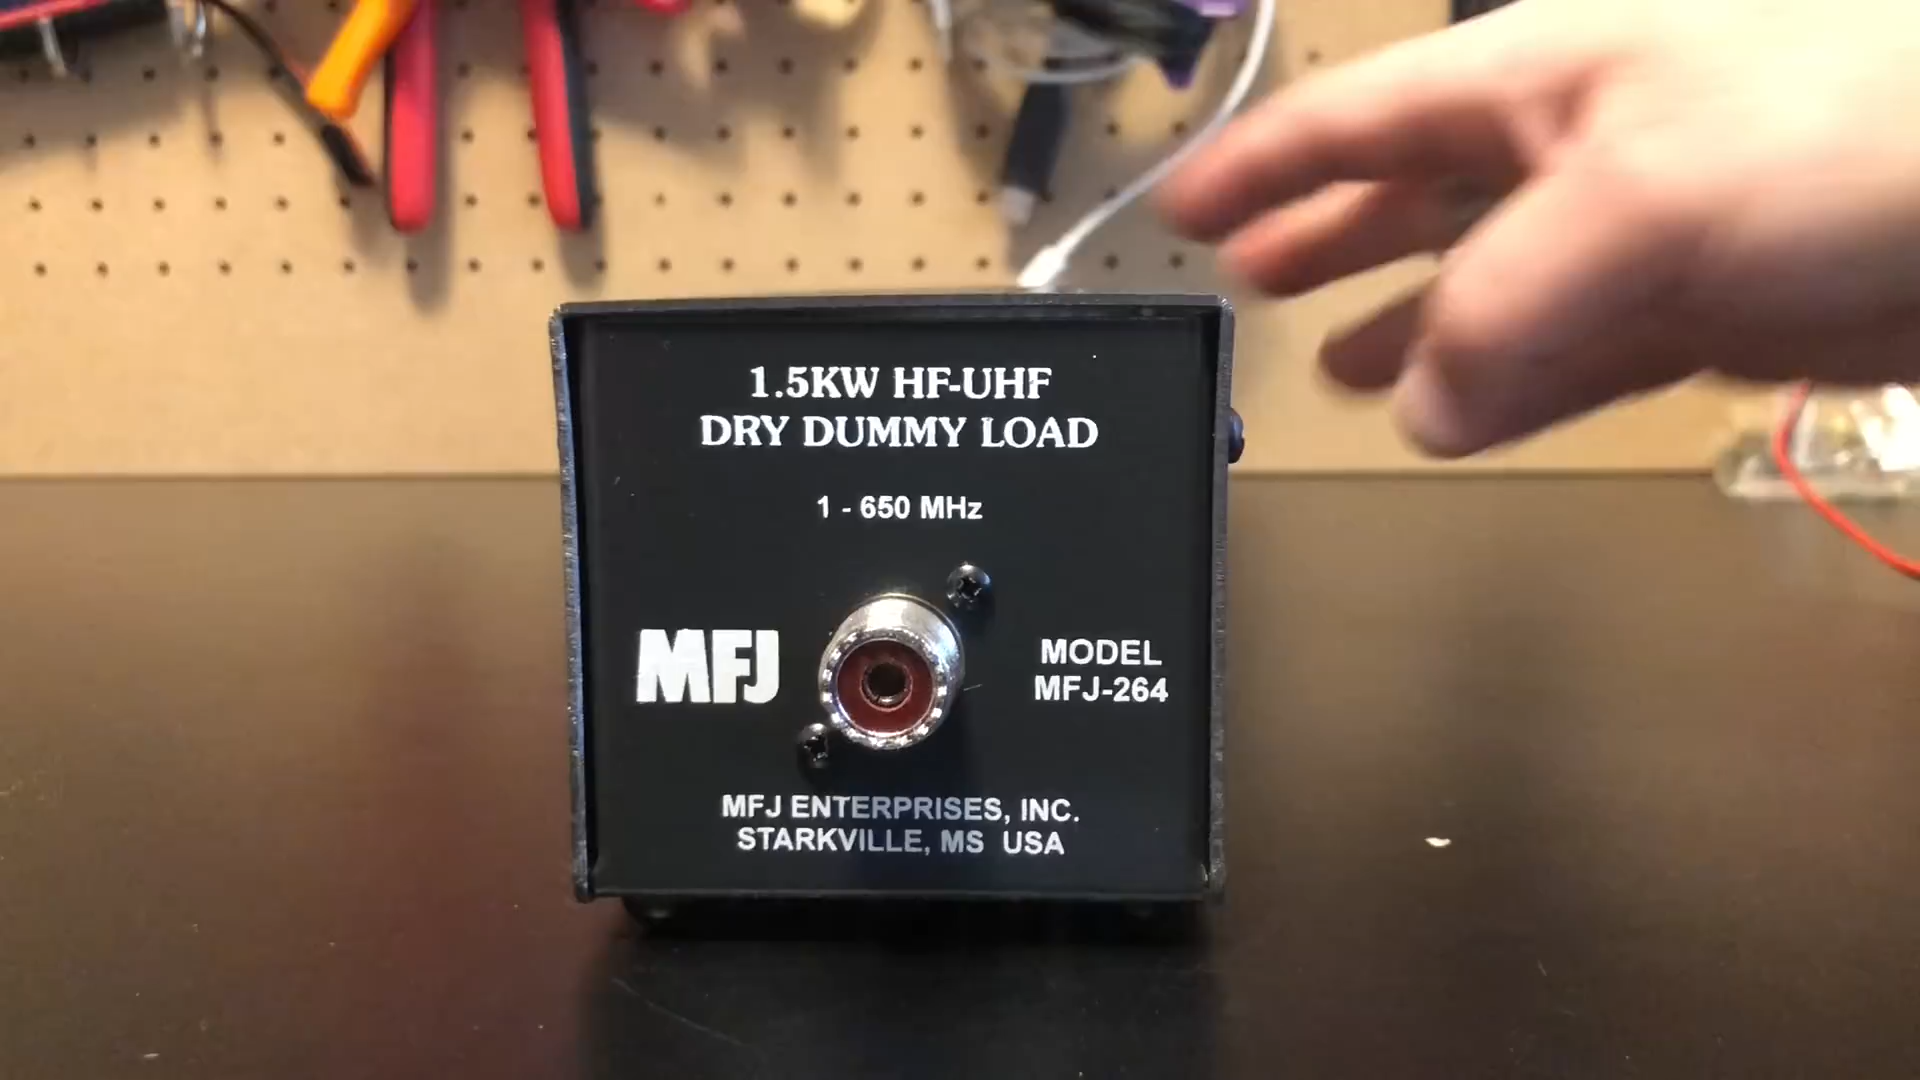 1.5KW HF-UHF
DRY DUMMY LOAD
1 - 650 MHz
MFJ
MODEL
MFJ-264
MFJ ENTERPRISES, INC.
STARKVILLE, MS USA